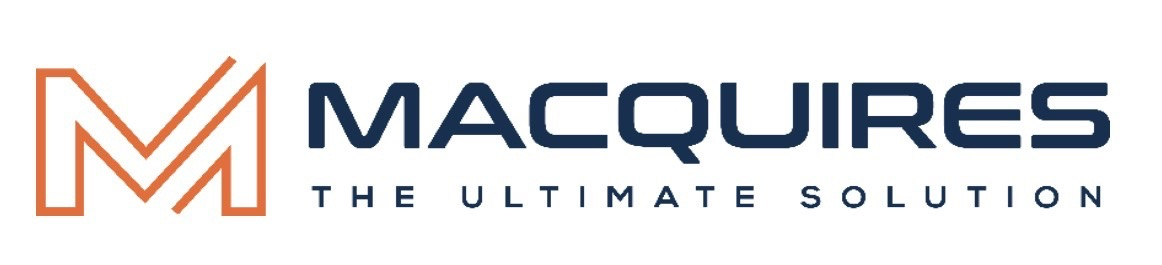 MACQUIRES
THE ULTIMATE SOLUTION